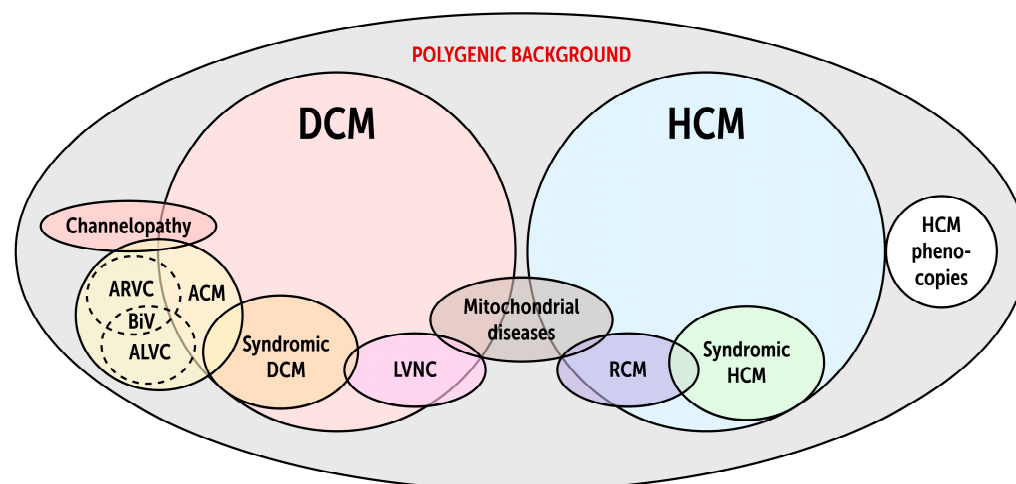 POLYGENIC BACKGROUND
DCM
HCM
Channelopathy
HCM
pheno-
copies
ARVC
ACM
BiV
ALVC
Mitochondrial
diseases
Syndromic
DCM
LVNC
RCM
Syndromic
HCM